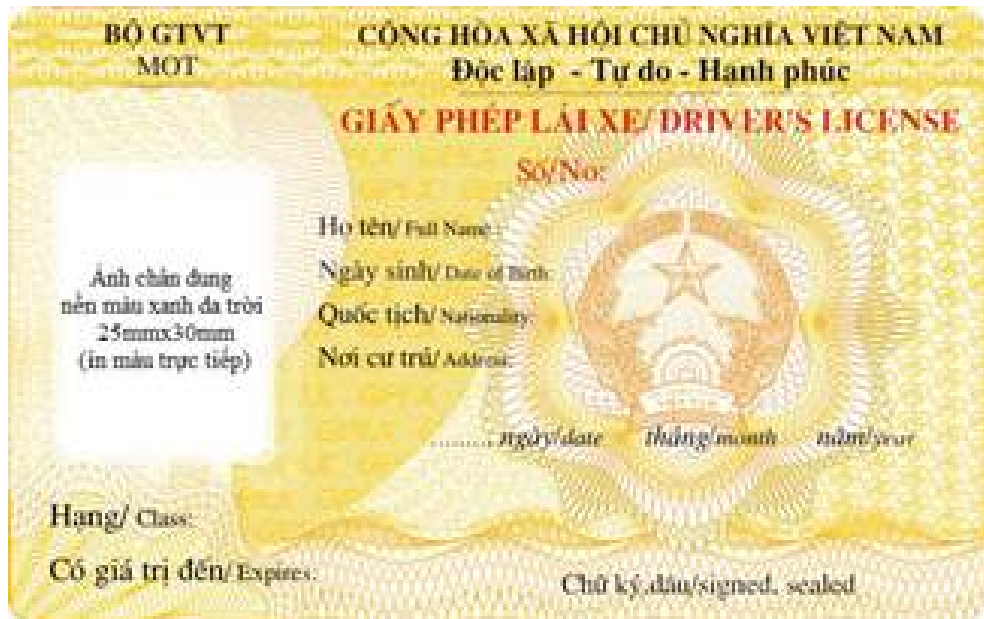 BỘ GTVT
MOT
CỘNG HÒA XÃ HỘI CHỦ NGHĨA VIỆT NAM
Độc lập - Tự do - Hạnh phúc
GIẤY PHÉP LÁI XE/ DRIVER'S LICENSE
Số/No:
Ảnh chân dung
nền màu xanh da trời
25mmx30mm
(in màu trực tiếp)
Họ tên/ Full Name:
Ngày sinh/ Date of Birth:
Quốc tịch/ Nationality:
Nơi cư trú/ Address:
......... ngày/date tháng/month năm/year
Hạng/ Class:
Có giá trị đến/ Expires:
Chữ ký,dấu/signed, sealed